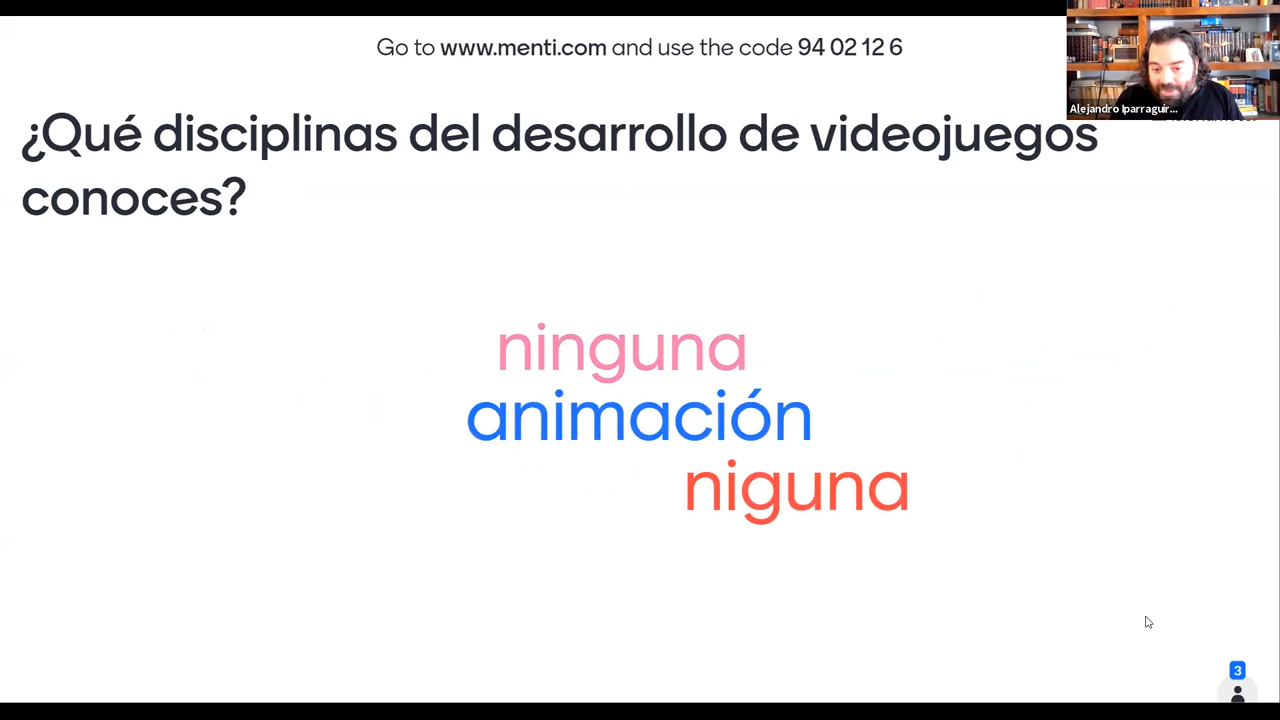 Go to www.menti.com and use the code 94 02 12 6
Alejandro Iparraguir...
¿Qué disciplinas del desarrollo de videojuegos
conoces?
ninguna
animación
niguna
3